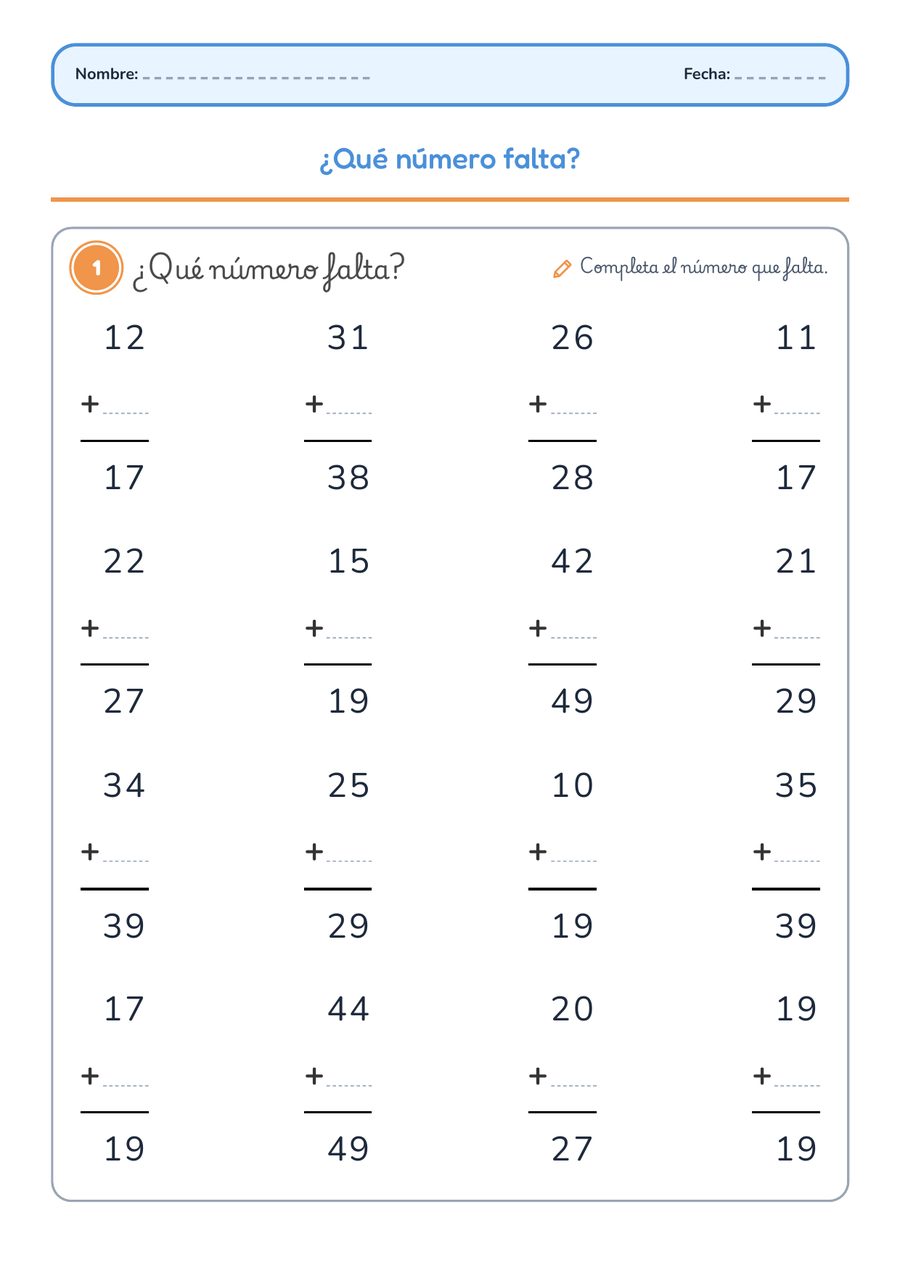 Nombre: Fecha:
¿Qué número falta?
1 ¿Qué número falta? Completa el número que falta.
12 31 26 11
+ + + +
17 38 28 17
22 15 42 21
+ + + +
27 19 49 29
34 25 10 35
+ + + +
39 29 19 39
17 44 20 19
+ + + +
19 49 27 19